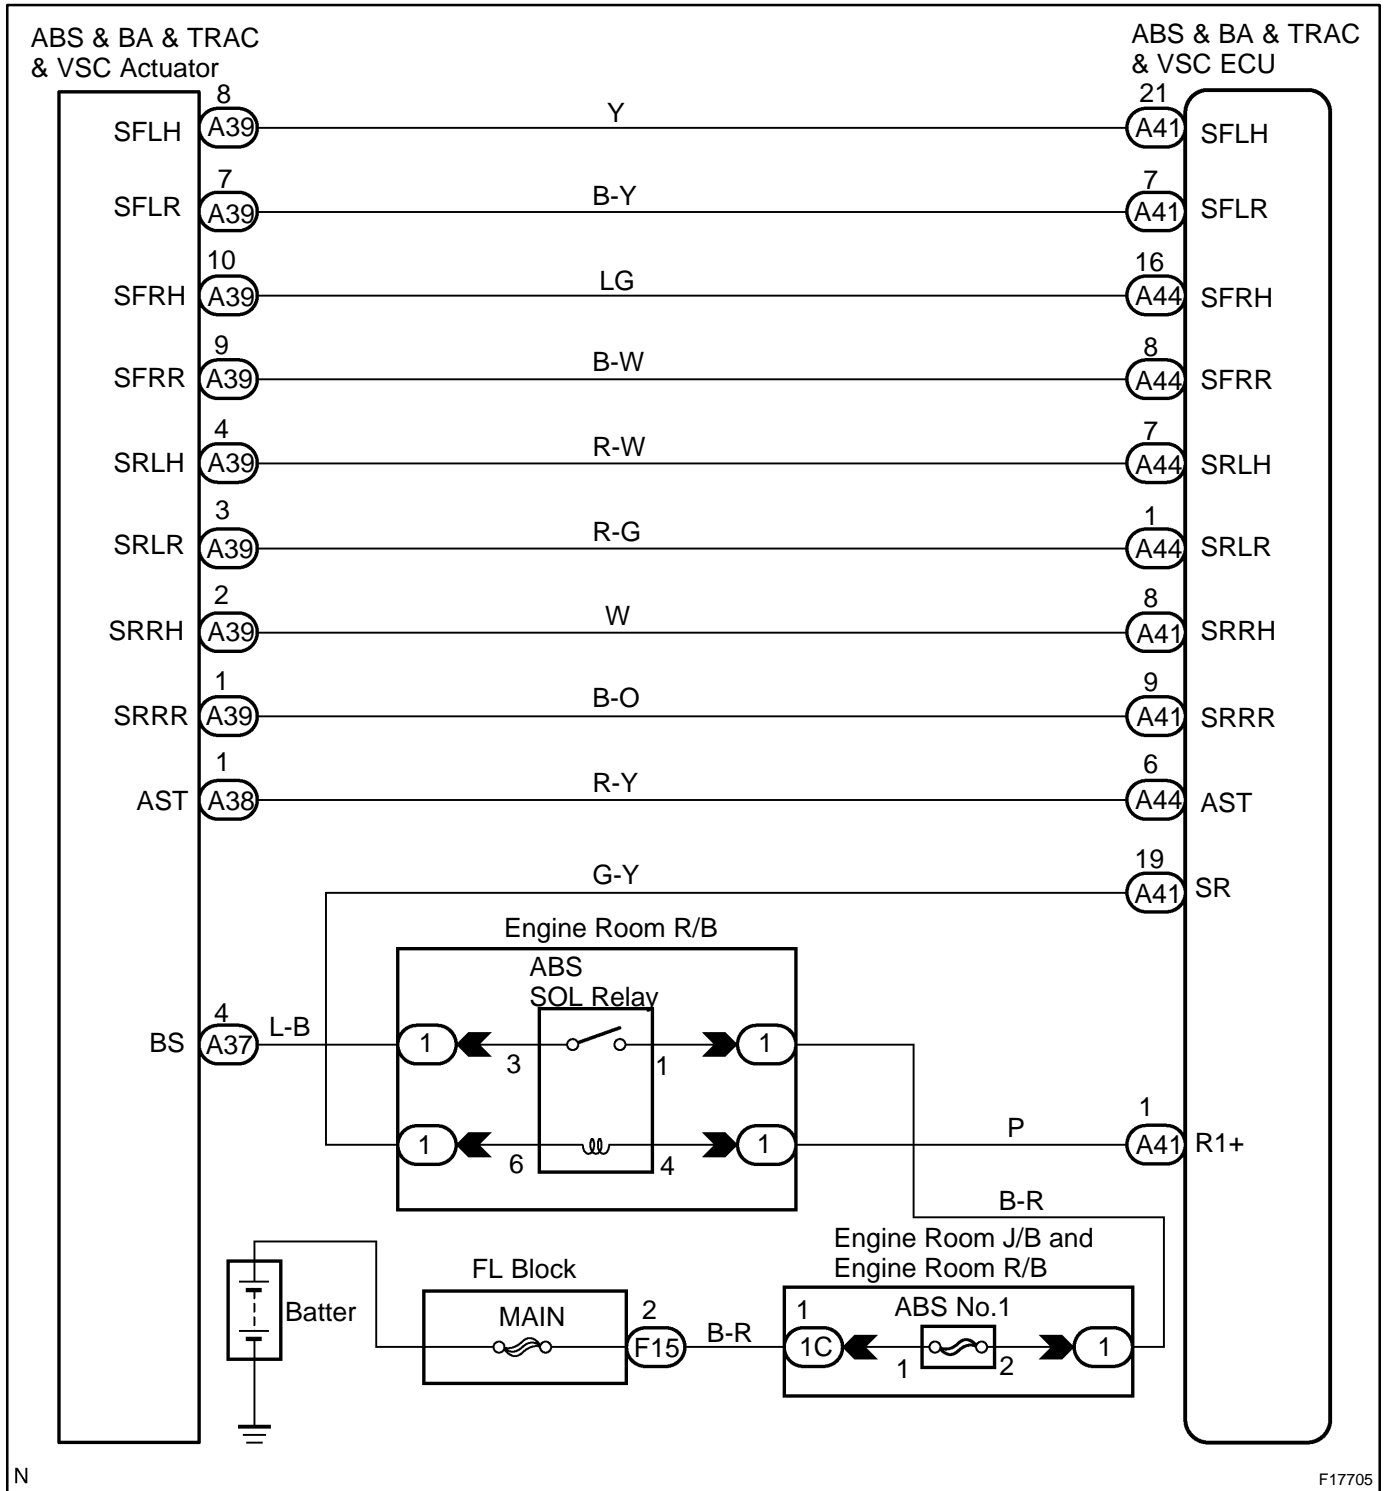 ABS & BA & TRAC
& VSC Actuator
ABS & BA & TRAC
& VSC ECU
8
Y
21
SFLH
A39
A41
SFLH
7
B-Y
7
SFLR
A39
A41
SFLR
10
LG
16
SFRH
A39
A44
SFRH
9
B-W
8
SFRR
A39
A44
SFRR
4
R-W
7
SRLH
A39
A44
SRLH
3
R-G
1
SRLR
A39
A44
SRLR
2
W
8
SRRH
A39
A41
SRRH
1
B-O
9
SRRR
A39
A41
SRRR
1
R-Y
6
AST
A38
A44
AST
G-Y
19
A41
SR
Engine Room R/B
ABS
SOL Relay
4
BS
A37
L-B
1
3
1
1
1
6
4
1
P
1
A41
R1+
B-R
Engine Room J/B and
Engine Room R/B
FL Block
Batter
MAIN
2
F15
B-R
1
1C
ABS No.1
1
2
1
N
F17705